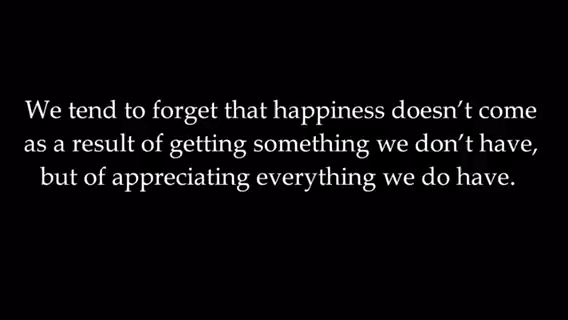 We tend to forget that happiness doesn’t come
as a result of getting something we don’t have,
but of appreciating everything we do have.